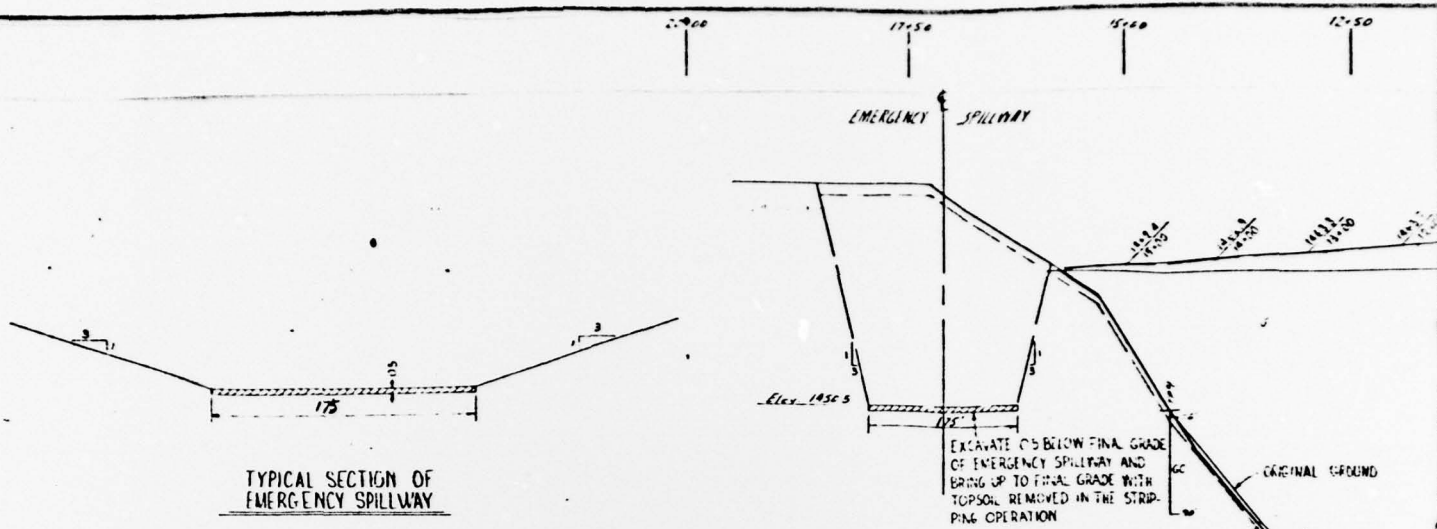 17+50
15+00
12+50
EMERGENCY SPILLWAY
3
1
1
3
175
1
3
1
3
175'
TYPICAL SECTION OF
EMERGENCY SPILLWAY
EXCAVATE 0.5 BELOW FINAL GRADE
OF EMERGENCY SPILLWAY AND
BRING UP TO FINAL GRADE WITH
TOPSOIL REMOVED IN THE STRIP-
PING OPERATION
ORIGINAL GROUND